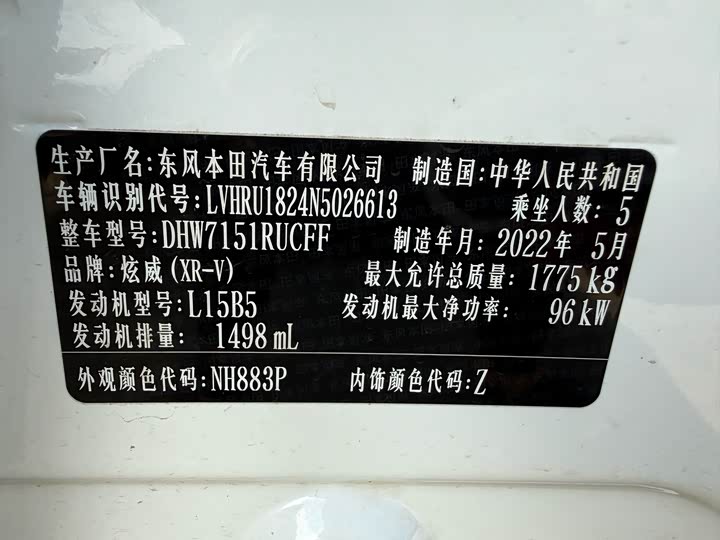 生产厂名:东风本田汽车有限公司 制造国:中华人民共和国
车辆识别代号:LVHRU1824N5026613 乘坐人数:5
整车型号:DHW7151RUCFF 制造年月:2022年 5月
品牌:炫威(XR-V) 最大允许总质量:1775kg
发动机型号:L15B5 发动机最大净功率: 96kW
发动机排量: 1498mL
外观颜色代码:NH883P 内饰颜色代码:Z